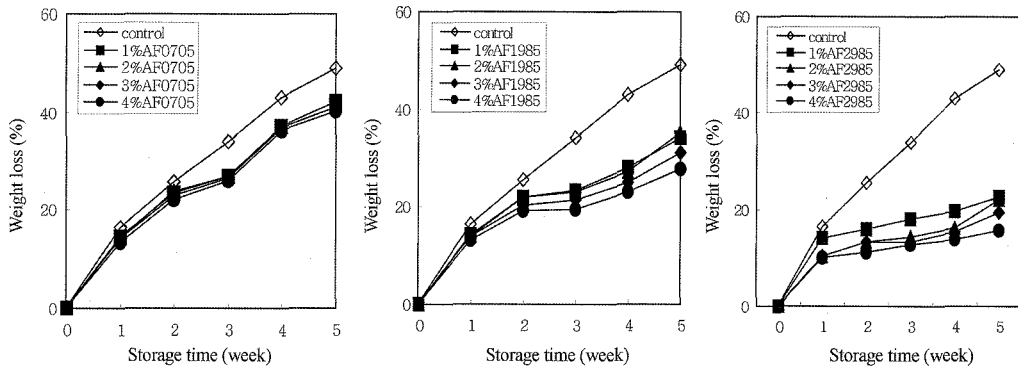 60
control
1%AF0705
2%AF0705
3%AF0705
4%AF0705
40
20
0
Weight loss (%)
0 1 2 3 4 5
Storage time (week)
60
control
1%AF1985
2%AF1985
3%AF1985
4%AF1985
40
20
0
Weight loss (%)
0 1 2 3 4 5
Storage time (week)
60
control
1%AF2985
2%AF2985
3%AF2985
4%AF2985
40
20
0
Weight loss (%)
0 1 2 3 4 5
Storage time (week)